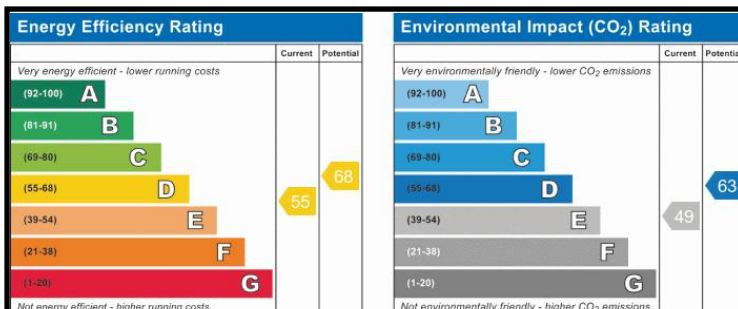 Energy Efficiency Rating
Current Potential
Very energy efficient - lower running costs
(92-100) A
(81-91) B
(69-80) C
(55-68) D
(39-54) E
(21-38) F
(1-20) G
55
68
Not energy efficient - higher running costs
Environmental Impact (CO₂) Rating
Current Potential
Very environmentally friendly - lower CO₂ emissions
(92-100) A
(81-91) B
(69-80) C
(55-68) D
(39-54) E
(21-38) F
(1-20) G
49
63
Not environmentally friendly - higher CO₂ emissions